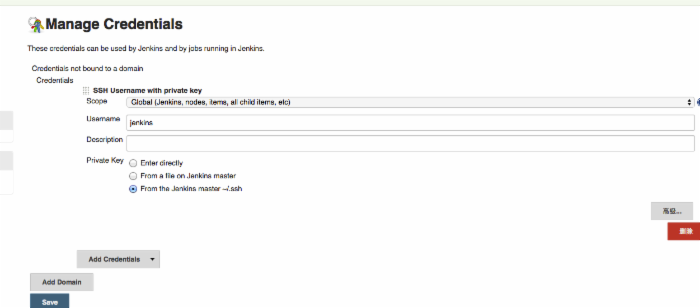 Manage Credentials
These credentials can be used by Jenkins and by jobs running in Jenkins.
Credentials not bound to a domain
Credentials
SSH Username with private key
Scope Global (Jenkins, nodes, items, all child items, etc)
Username jenkins
Description
Private Key Enter directly
From a file on Jenkins master
From the Jenkins master ~/.ssh
高级...
删除
Add Credentials
Add Domain
Save